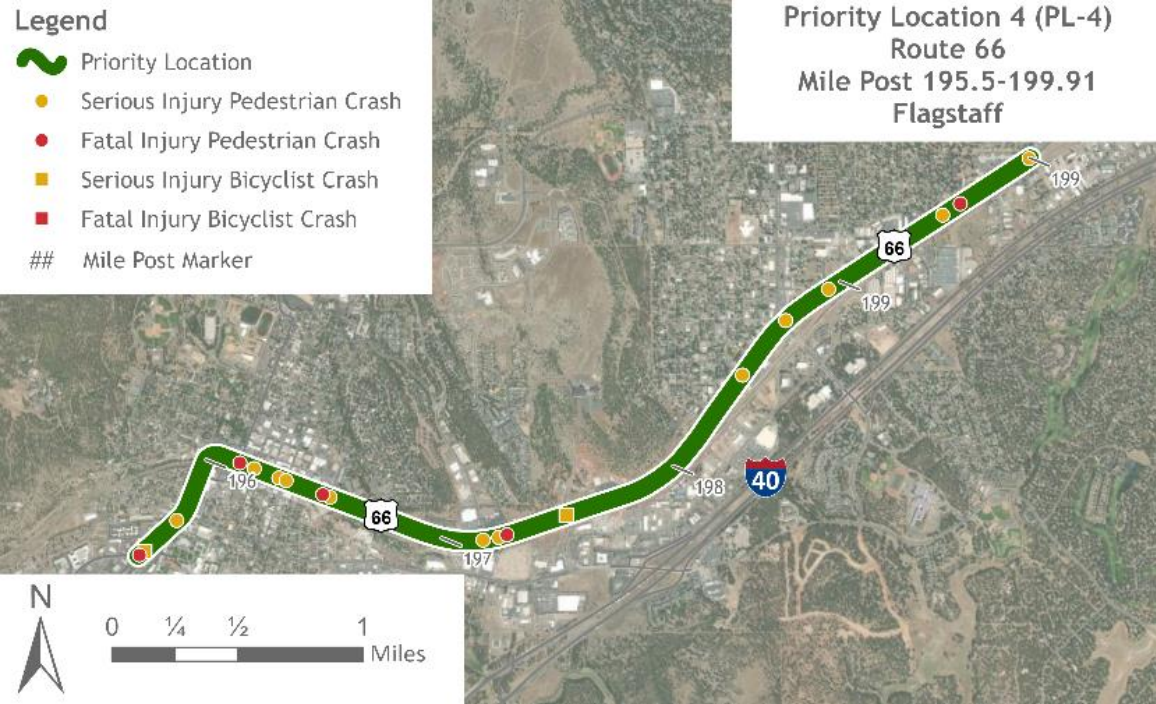 Legend
Priority Location
Serious Injury Pedestrian Crash
Fatal Injury Pedestrian Crash
Serious Injury Bicyclist Crash
Fatal Injury Bicyclist Crash
## Mile Post Marker
Priority Location 4 (PL-4)
Route 66
Mile Post 195.5-199.91
Flagstaff
199
66
199
196
198
40
66
197
N
0 ¼ ½ 1
Miles